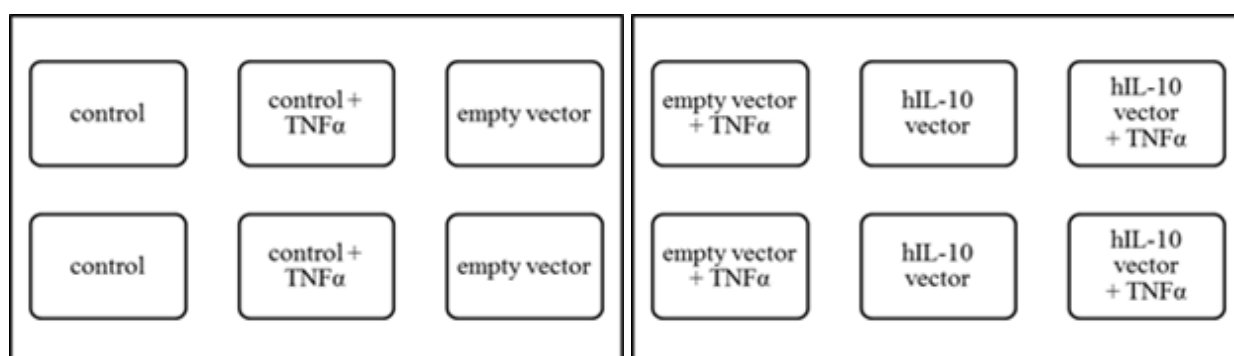 control
control +
TNFα
empty vector
empty vector
+ TNFα
hIL-10
vector
hIL-10
vector
+ TNFα
control
control +
TNFα
empty vector
empty vector
+ TNFα
hIL-10
vector
hIL-10
vector
+ TNFα